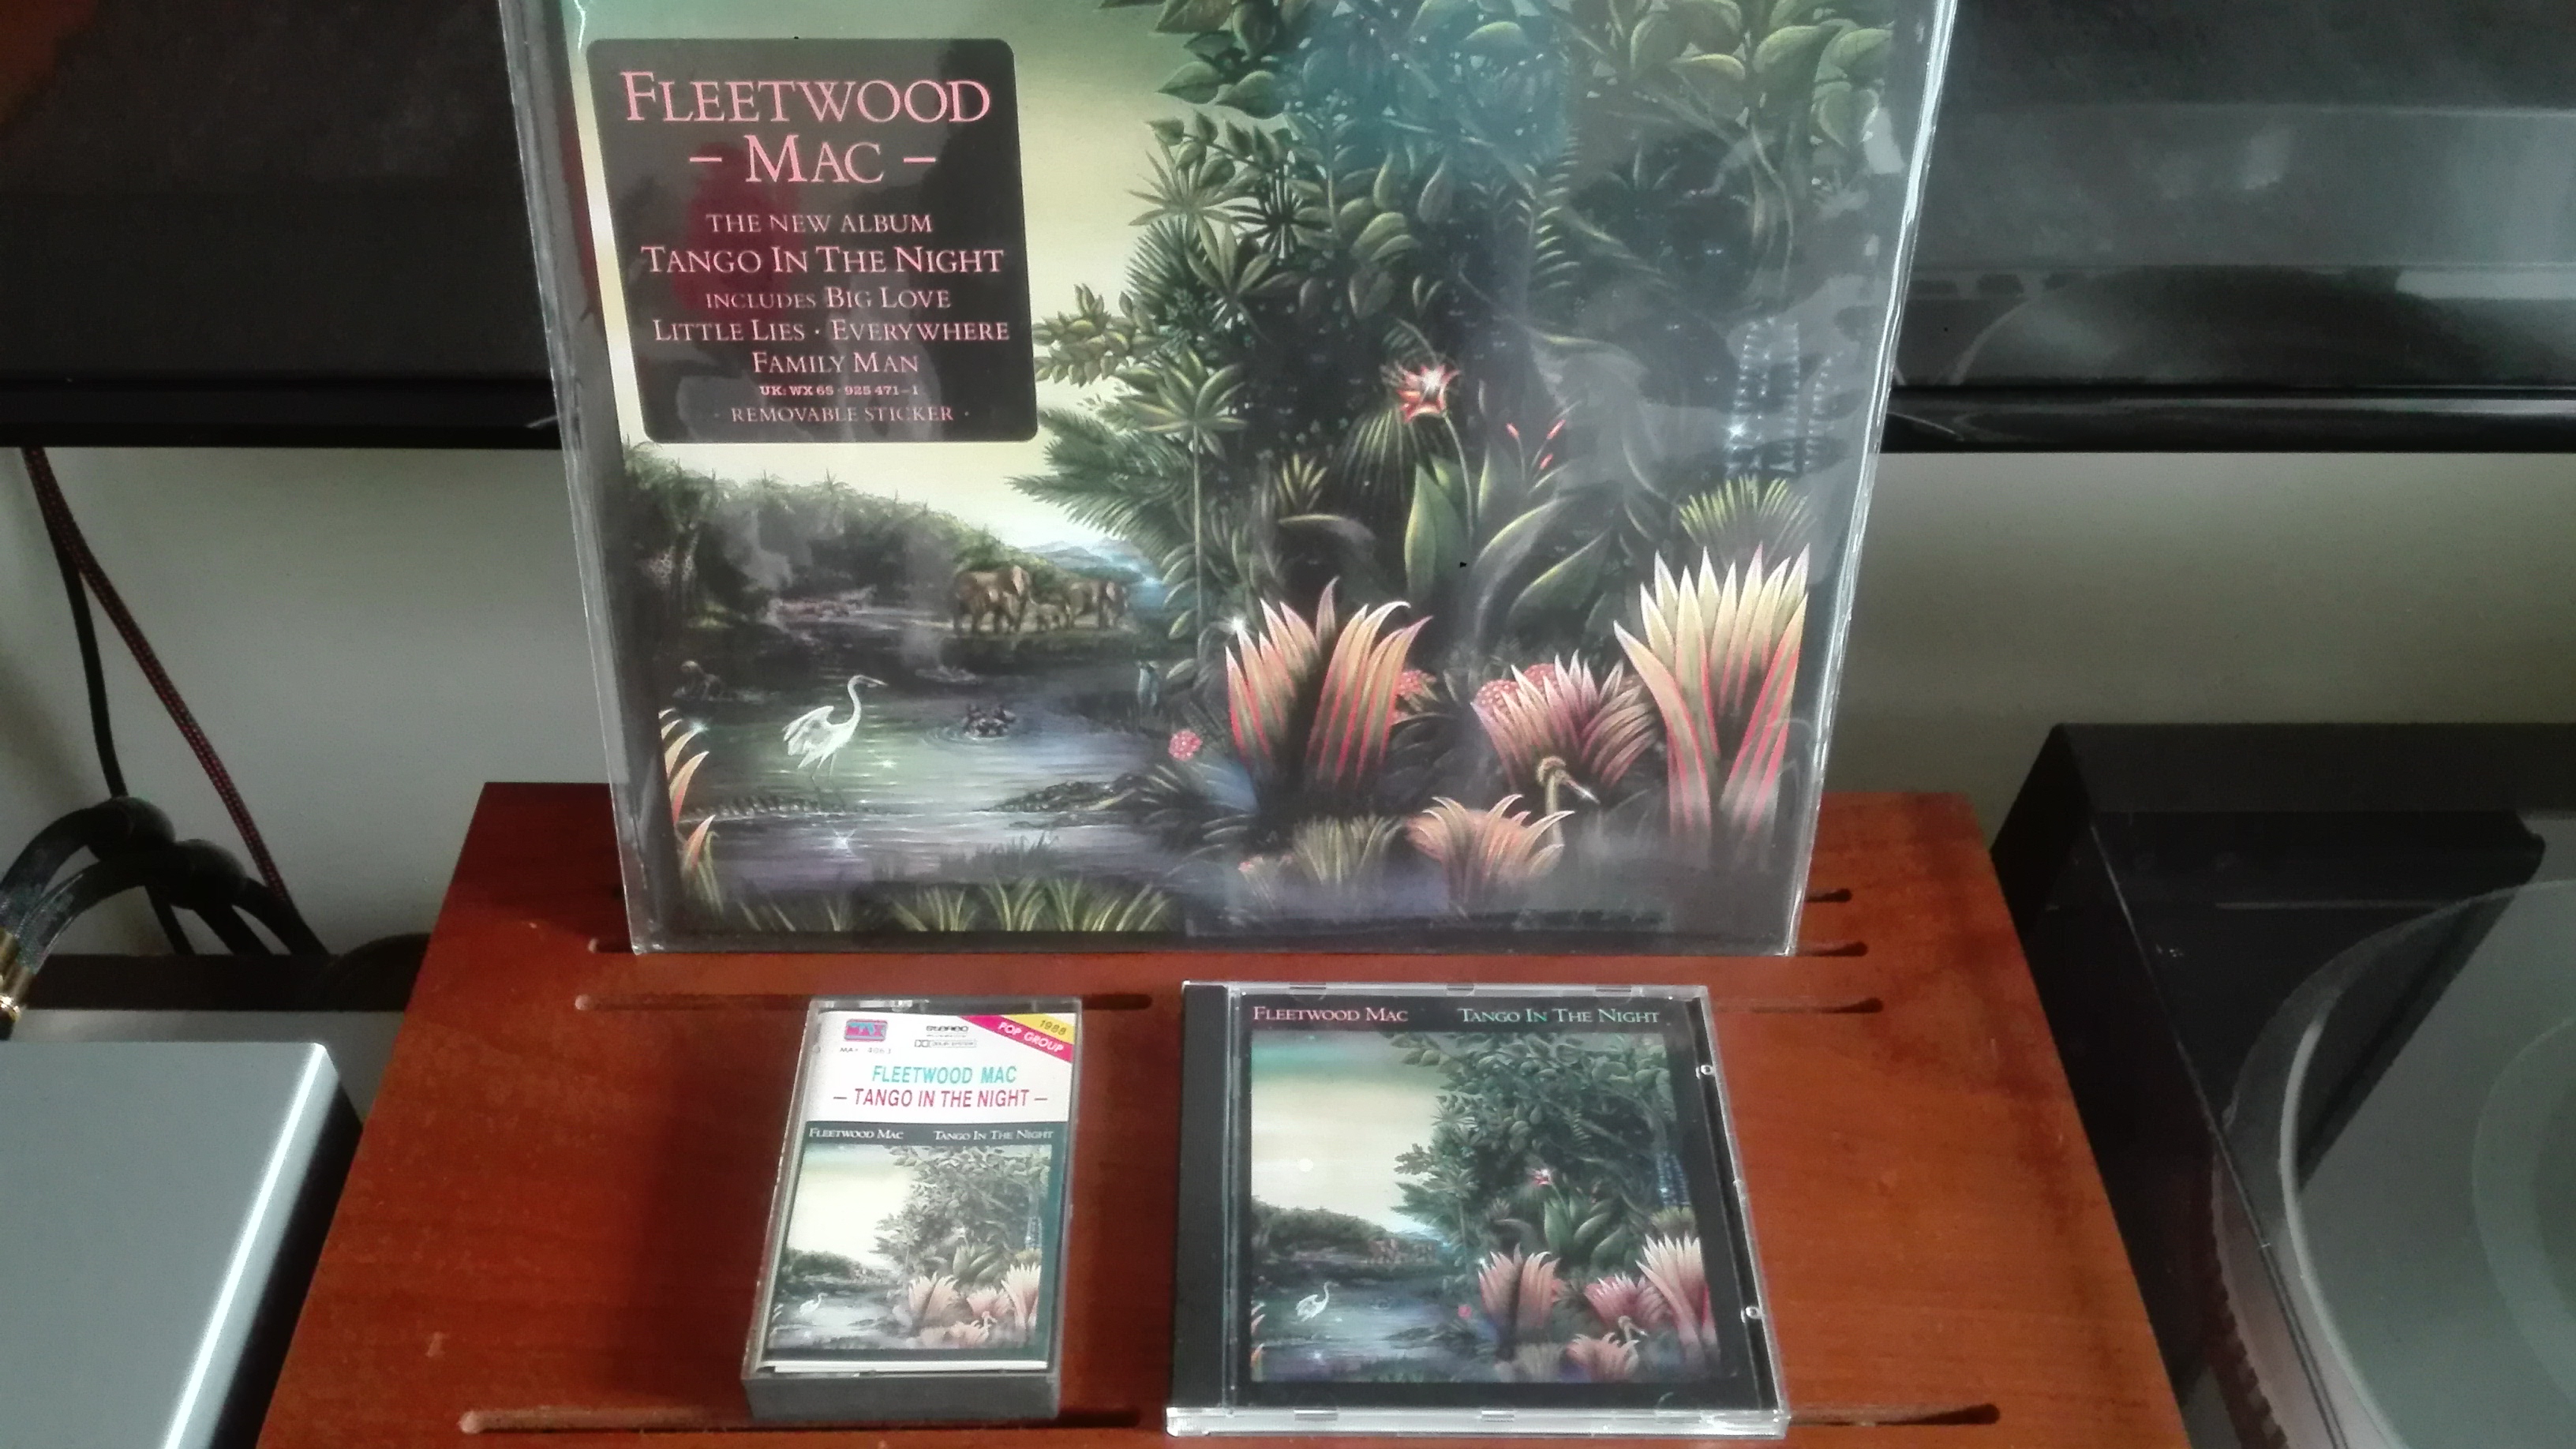 FLEETWOOD
– MAC –
THE NEW ALBUM
TANGO IN THE NIGHT
INCLUDES BIG LOVE
LITTLE LIES · EVERYWHERE
FAMILY MAN
UK: WX 65 · 925 471–1
· REMOVABLE STICKER ·
MAX
STEREO
1988
POP GROUP
FLEETWOOD MAC
– TANGO IN THE NIGHT –
FLEETWOOD MAC TANGO IN THE NIGHT
FLEETWOOD MAC TANGO IN THE NIGHT